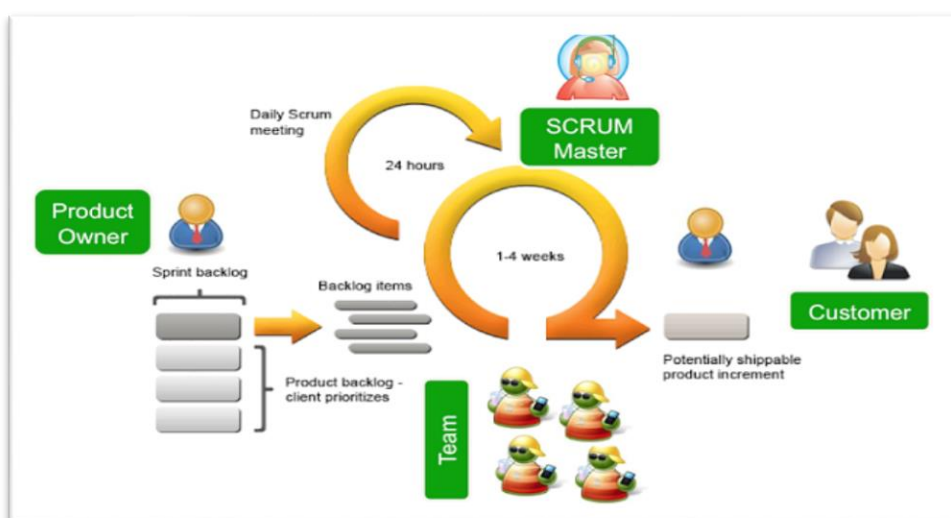 Daily Scrum
meeting
24 hours
SCRUM
Master
Product
Owner
1-4 weeks
Sprint backlog
Backlog items
Customer
Potentially shippable
product increment
Product backlog -
client prioritizes
Team